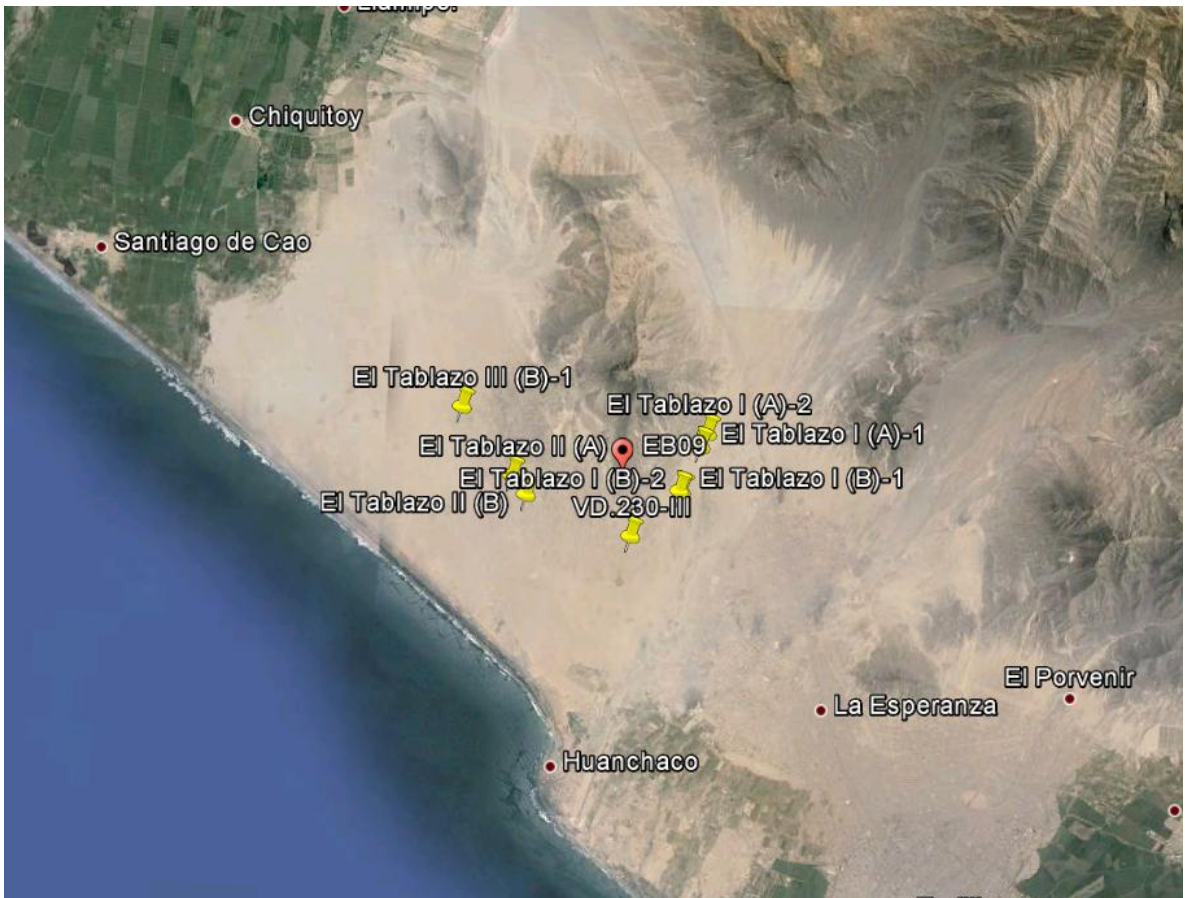 Chiquitoy
Santiago de Cao
El Tablazo III (B)-1
El Tablazo I (A)-2
El Tablazo I (A)-1
El Tablazo II (A)
EB09
El Tablazo I (B)-2
El Tablazo I (B)-1
El Tablazo II (B)
VD.230-III
El Porvenir
La Esperanza
Huanchaco